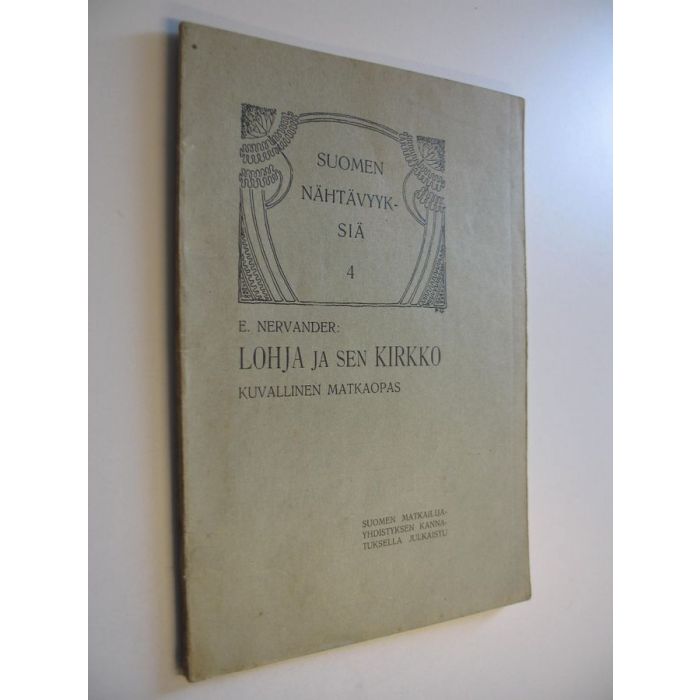 SUOMEN
NÄHTÄVYYK-
SIÄ
4
E. NERVANDER:
LOHJA JA SEN KIRKKO
KUVALLINEN MATKAOPAS
SUOMEN MATKAILIJA-
YHDISTYKSEN KANNA-
TUKSELLA JULKAISTU